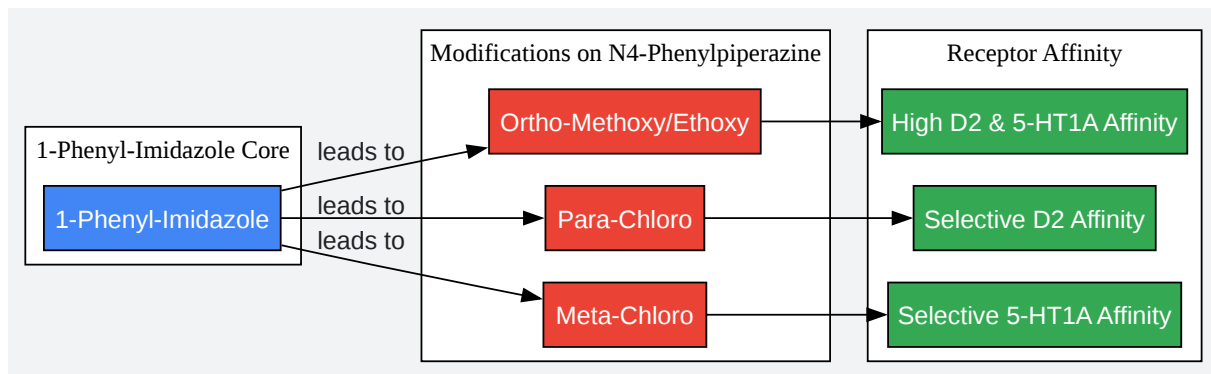 1-Phenyl-Imidazole Core
1-Phenyl-Imidazole
leads to
leads to
leads to
Modifications on N4-Phenylpiperazine
Ortho-Methoxy/Ethoxy
Para-Chloro
Meta-Chloro
Receptor Affinity
High D2 & 5-HT1A Affinity
Selective D2 Affinity
Selective 5-HT1A Affinity